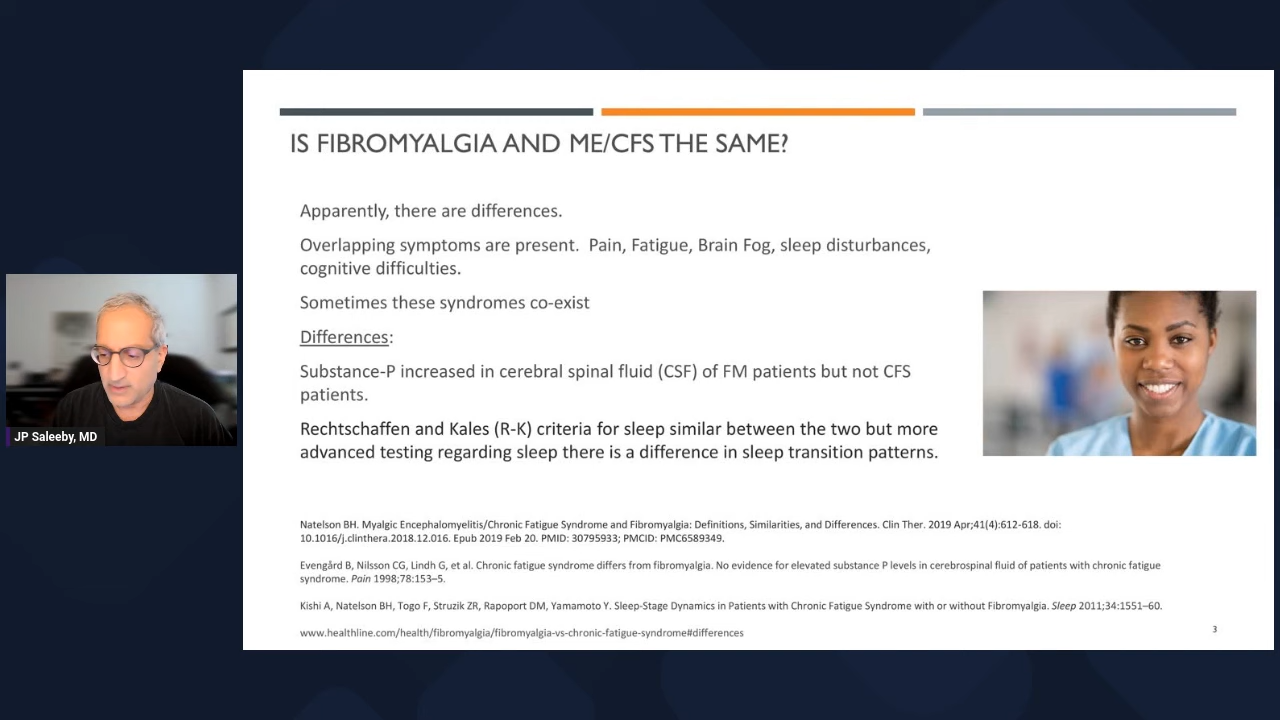 IS FIBROMYALGIA AND ME/CFS THE SAME?
Apparently, there are differences.
Overlapping symptoms are present.  Pain, Fatigue, Brain Fog, sleep disturbances,
cognitive difficulties.
Sometimes these syndromes co-exist
Differences:
Substance-P increased in cerebral spinal fluid (CSF) of FM patients but not CFS
patients.
Rechtschaffen and Kales (R-K) criteria for sleep similar between the two but more
advanced testing regarding sleep there is a difference in sleep transition patterns.
Natelson BH. Myalgic Encephalomyelitis/Chronic Fatigue Syndrome and Fibromyalgia: Definitions, Similarities, and Differences. Clin Ther. 2019 Apr;41(4):612-618. doi:
10.1016/j.clinthera.2018.12.016. Epub 2019 Feb 20. PMID: 30795933; PMCID: PMC6589349.
Evengård B, Nilsson CG, Lindh G, et al. Chronic fatigue syndrome differs from fibromyalgia. No evidence for elevated substance P levels in cerebrospinal fluid of patients with chronic fatigue
syndrome. Pain 1998;78:153–5.
Kishi A, Natelson BH, Togo F, Struzik ZR, Rapoport DM, Yamamoto Y. Sleep-Stage Dynamics in Patients with Chronic Fatigue Syndrome with or without Fibromyalgia. Sleep 2011;34:1551–60.
www.healthline.com/health/fibromyalgia/fibromyalgia-vs-chronic-fatigue-syndrome#differences
3
JP Saleeby, MD